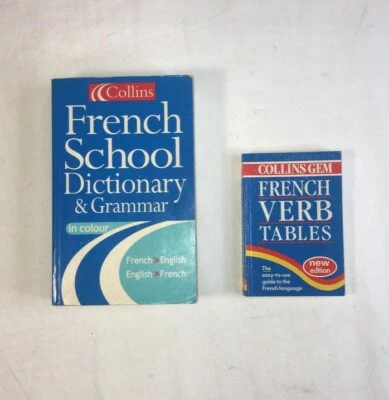 Collins
French
School
Dictionary
& Grammar
in colour
French > English
English > French
COLLINS GEM
FRENCH
VERB
TABLES
The
easy-to-use
guide to the
French language
new
edition